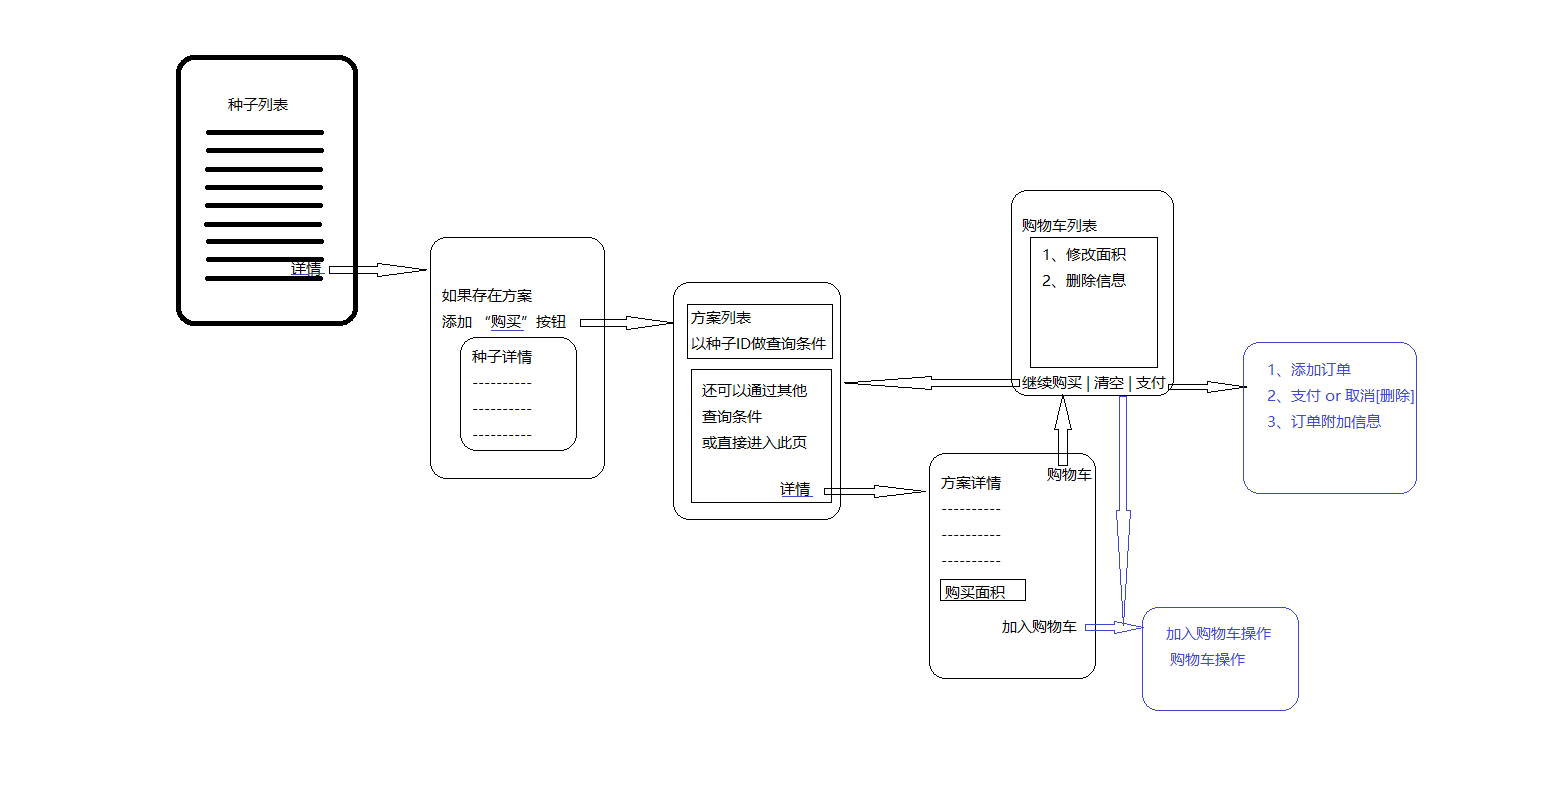 种子列表
详情
如果存在方案
添加 “购买”按钮
种子详情
----------
----------
----------
方案列表
以种子ID做查询条件
还可以通过其他
查询条件
或直接进入此页
详情
购物车列表
1、修改面积
2、删除信息
继续购买 | 清空 | 支付
购物车
方案详情
----------
----------
----------
购买面积
加入购物车
1、添加订单
2、支付 or 取消[删除]
3、订单附加信息
加入购物车操作
购物车操作